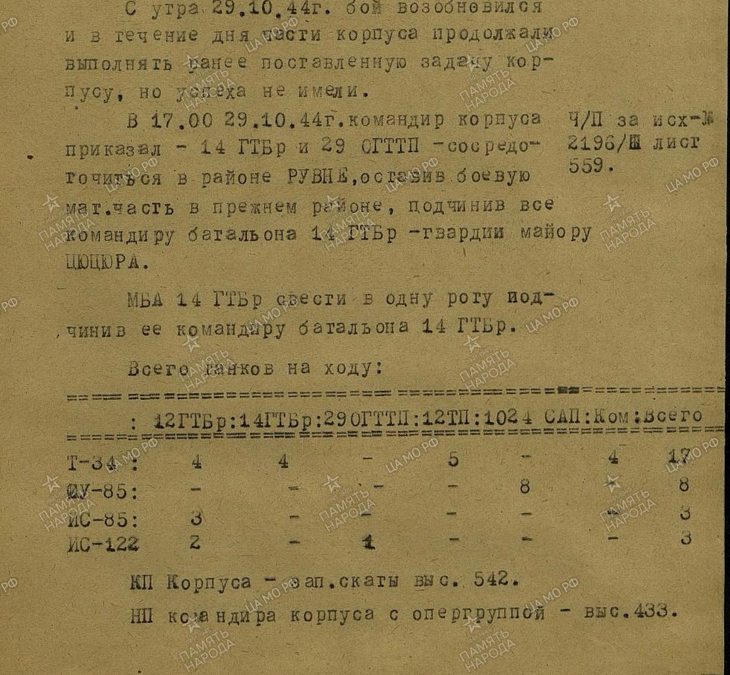 С утра 29.10.44г. бой возобновился
и в течение дня части корпуса продолжали
выполнять ранее поставленную задачу кор-
пусу, но успеха не имели.
В 17.00 29.10.44г.командир корпуса
приказал - 14 ГТБр и 29 ОГТТП -сосредо-
точиться в районе РУВНЕ,оставив боевую
мат.часть в прежнем районе, подчинив все
командиру батальона 14 ГТБр -гвардии майору
ЦЮЦЮРА.
Ч/П за исх-№
2196/Ш лист
559.
МБА 14 ГТБр свести в одну роту под-
чинив ее командиру батальона 14 ГТБр.
Всего танков на ходу:
: 12ГТБр:14ГТБр:29ОГТТП:12ТП:1024 САП:Ком:Всего
Т-34 : 4 4 - 5 - 4 17
СУ-85: - - - - 8 - 8
ИС-85: 3 - - - - - 3
ИС-122 2 - 1 - - - 3
КП Корпуса - зап.скаты выс. 542.
НП командира корпуса с опергруппой - выс.433.
ПАМЯТЬ НАРОДА
ЦАМО.РФ